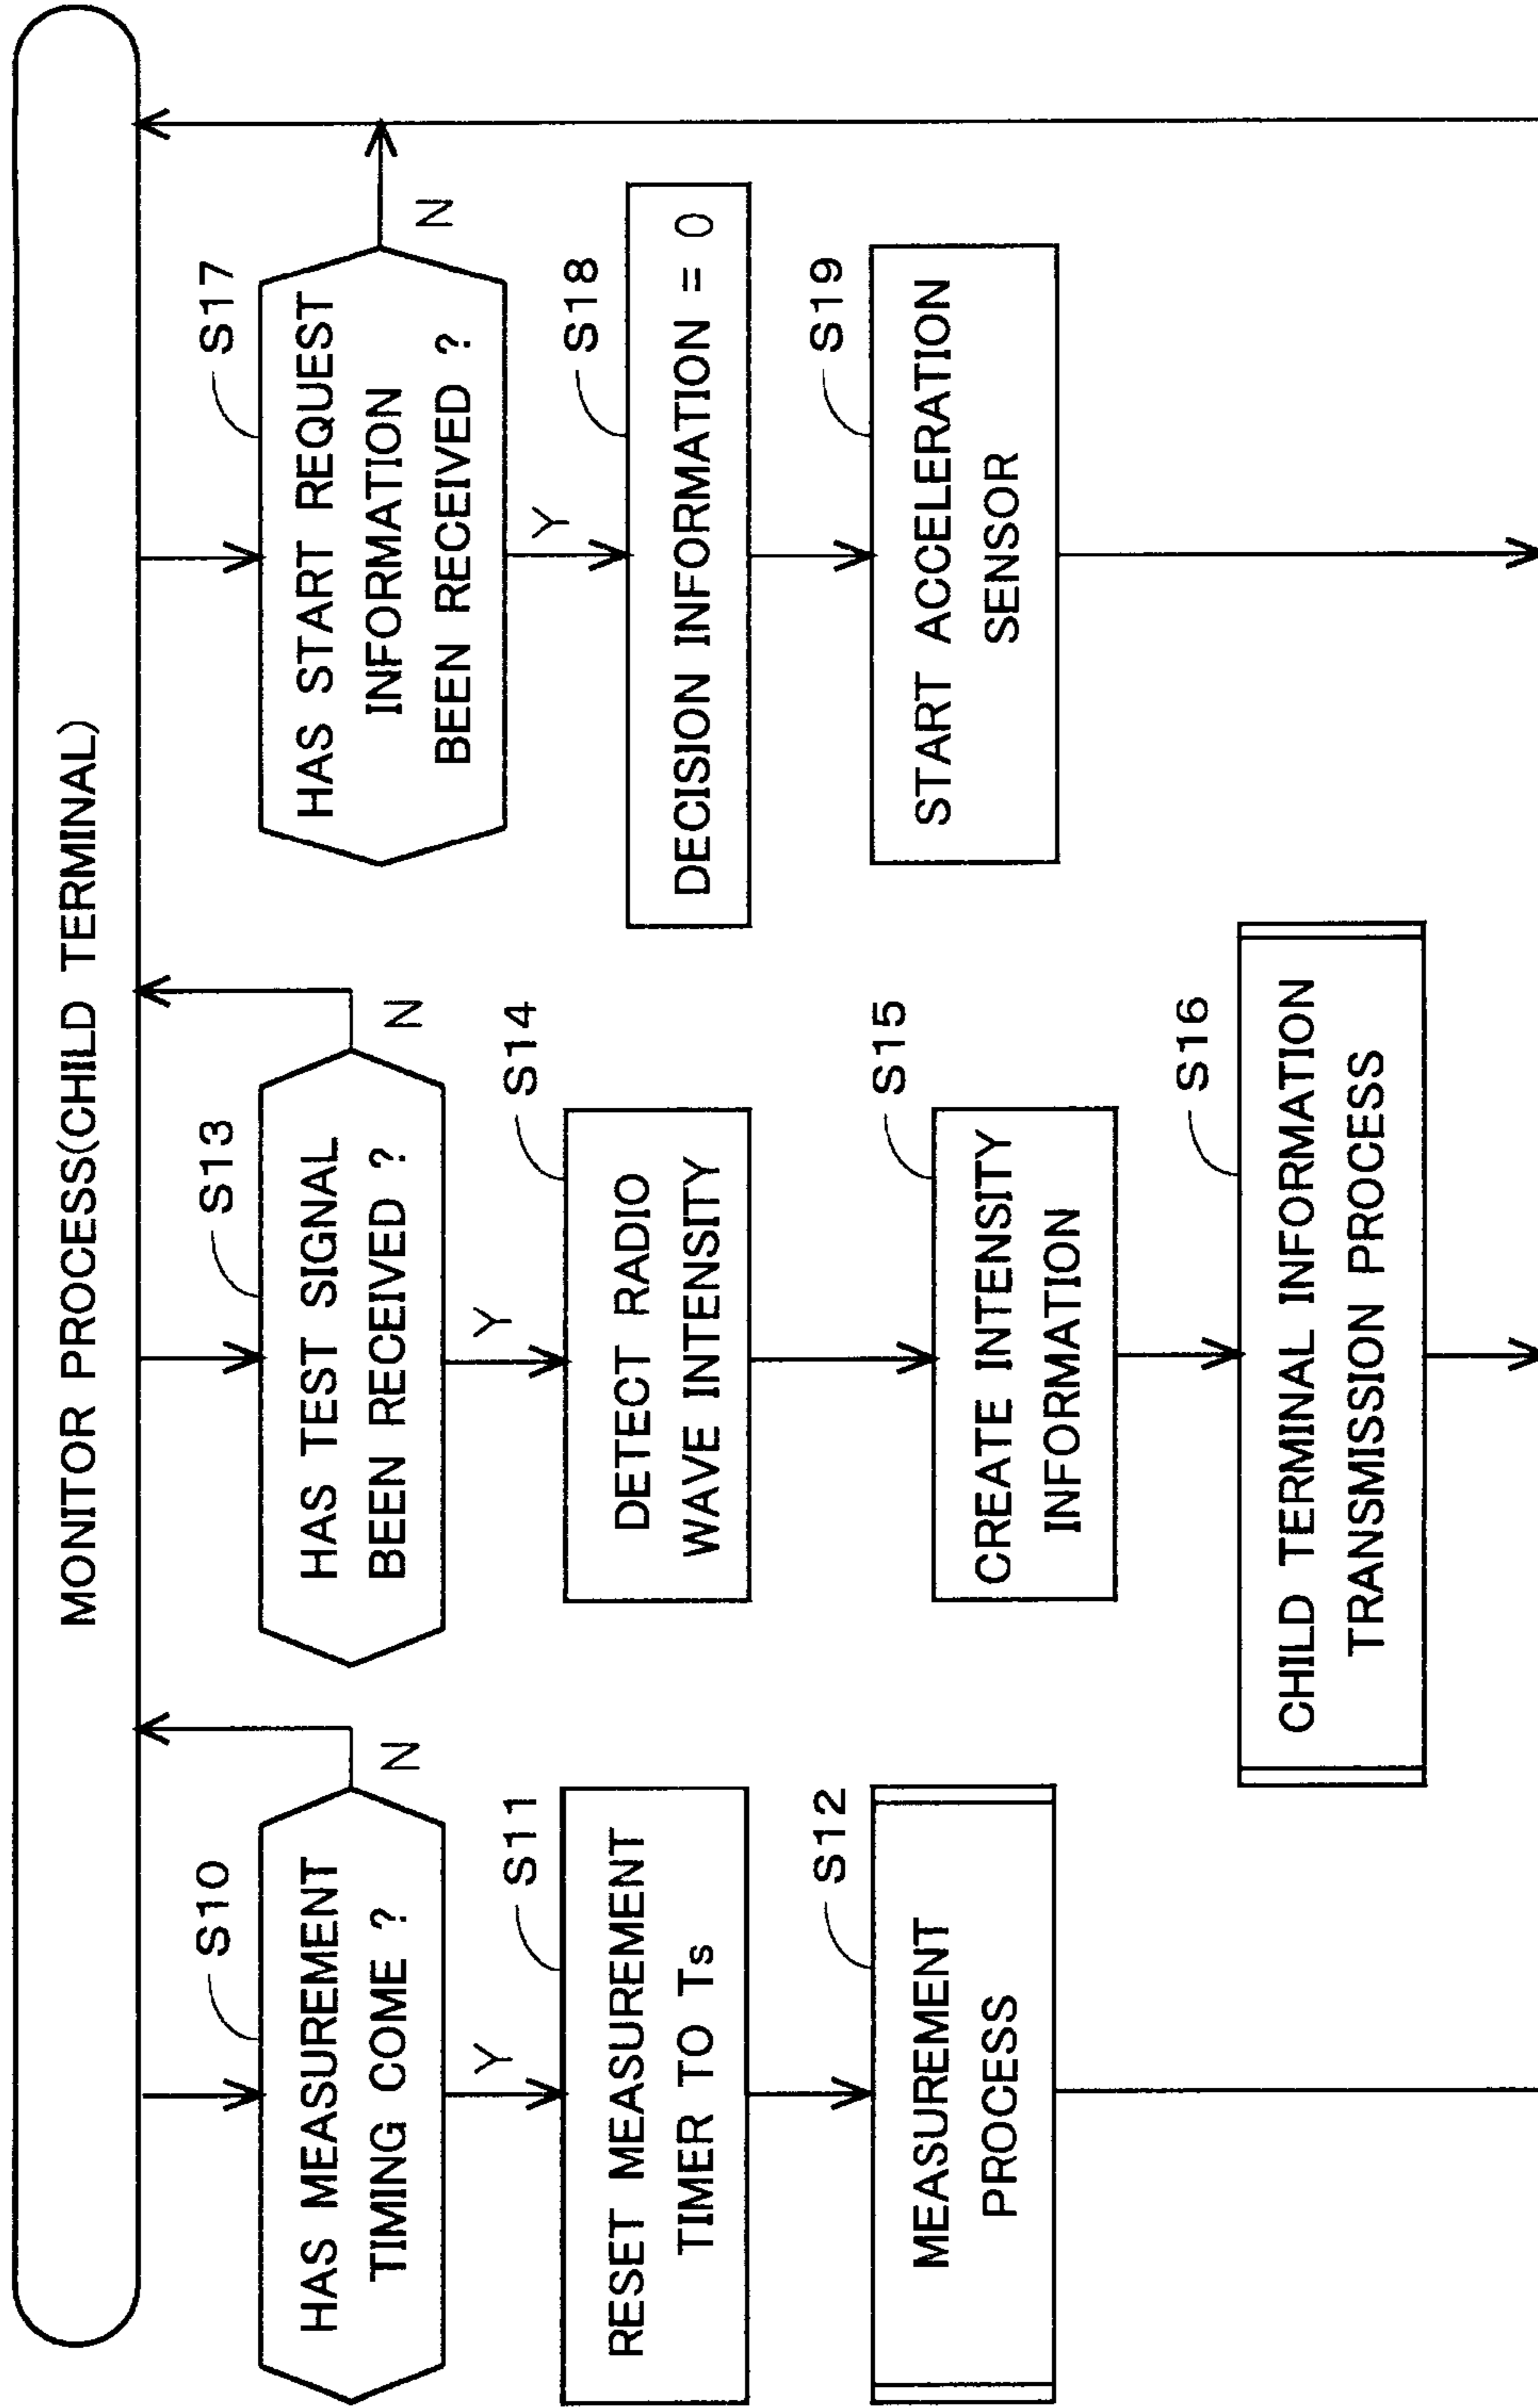 MONITOR PROCESS(CHILD TERMINAL)
S10
HAS MEASUREMENT
TIMING COME ?
N
Y
S11
RESET MEASUREMENT
TIMER TO Ts
S12
MEASUREMENT
PROCESS
S13
HAS TEST SIGNAL
BEEN RECEIVED ?
N
Y
S14
DETECT RADIO
WAVE INTENSITY
S15
CREATE INTENSITY
INFORMATION
S16
CHILD TERMINAL INFORMATION
TRANSMISSION PROCESS
S17
HAS START REQUEST
INFORMATION
BEEN RECEIVED ?
N
Y
S18
DECISION INFORMATION = 0
S19
START ACCELERATION
SENSOR